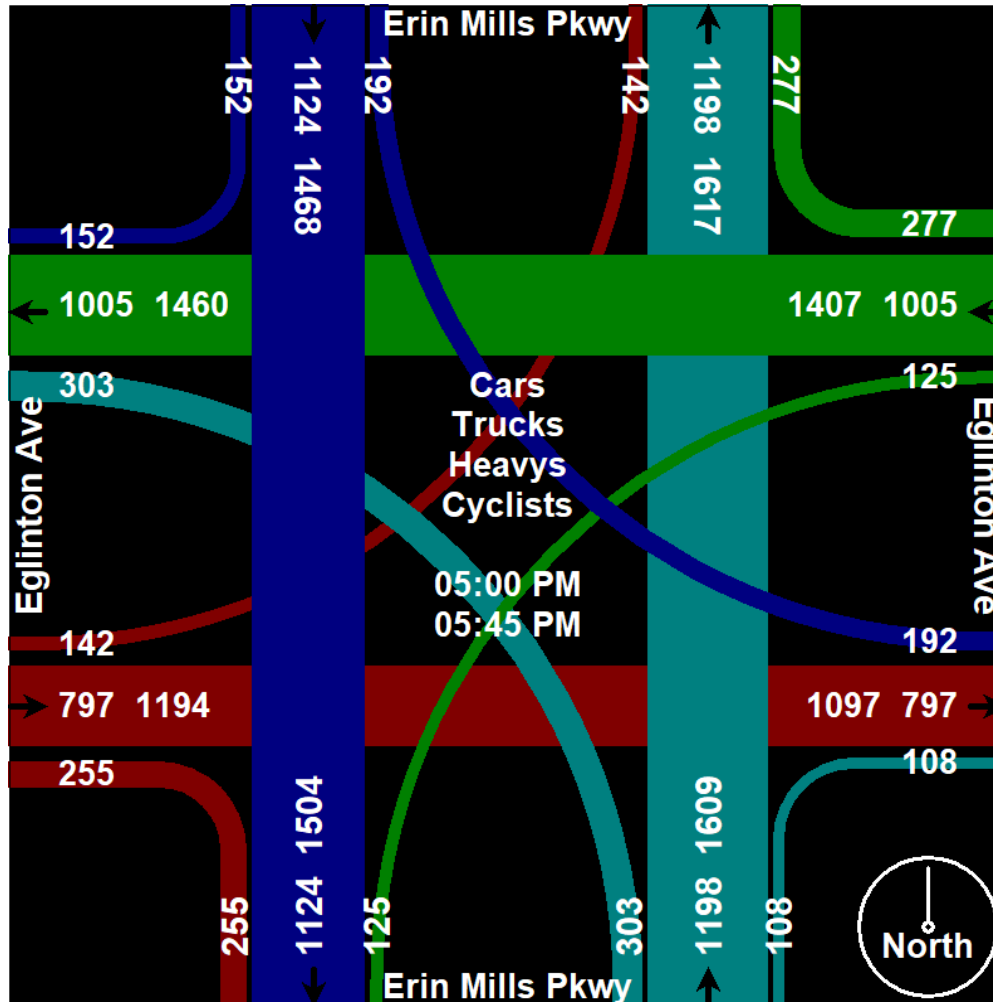 Erin Mills Pkwy
152
1124 1468
192
142
1198 1617
277
152
277
1005 1460
1407 1005
303
125
Eglinton Ave
Cars
Trucks
Heavys
Cyclists
Eglinton Ave
05:00 PM
05:45 PM
142
192
797 1194
1097 797
255
108
255
1124 1504
125
303
1198 1609
108
North
Erin Mills Pkwy